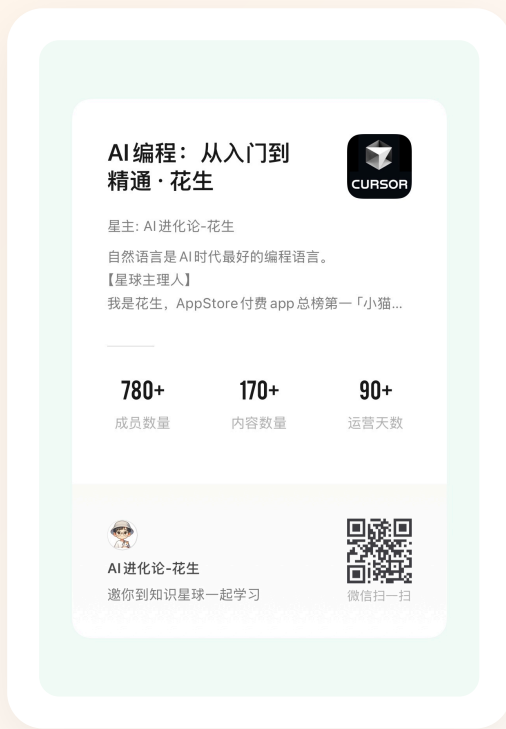 AI编程：从入门到
精通 · 花生
CURSOR
星主: AI进化论-花生
自然语言是AI时代最好的编程语言。
【星球主理人】
我是花生，AppStore付费app总榜第一「小猫...
780+
170+
90+
成员数量
内容数量
运营天数
AI进化论-花生
邀你到知识星球一起学习
微信扫一扫